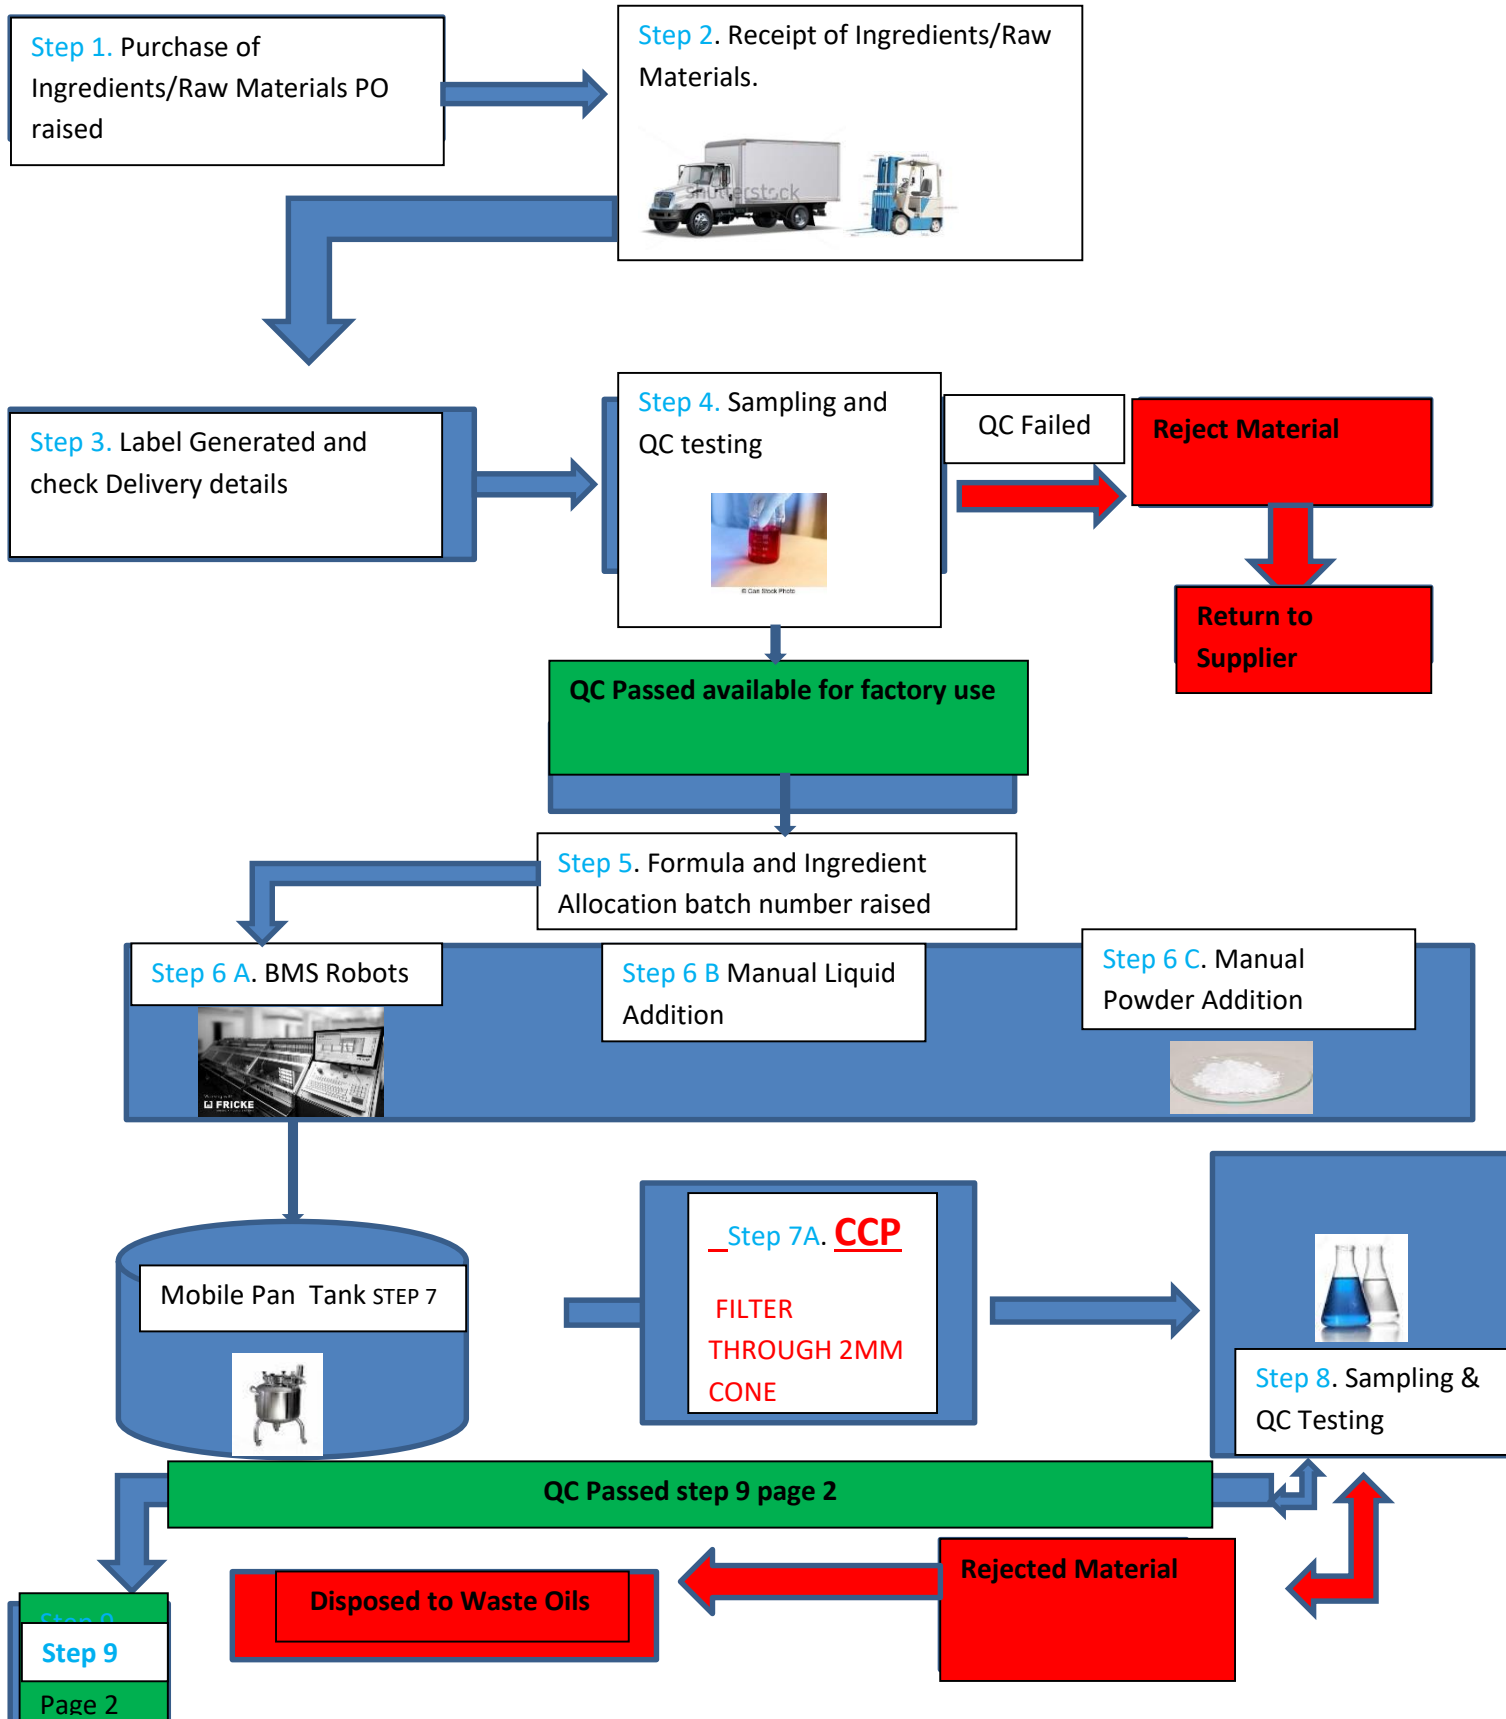 Step 1. Purchase of
Ingredients/Raw Materials PO
raised
Step 2. Receipt of Ingredients/Raw
Materials.
shutterstock
Step 3. Label Generated and
check Delivery details
Step 4. Sampling and
QC testing
© Can Stock Photo
QC Failed
Reject Material
Return to
Supplier
QC Passed available for factory use
Step 5. Formula and Ingredient
Allocation batch number raised
Step 6 A. BMS Robots
FRICKE
Step 6 B Manual Liquid
Addition
Step 6 C. Manual
Powder Addition
Mobile Pan Tank STEP 7
Step 7A. CCP
FILTER
THROUGH 2MM
CONE
Step 8. Sampling &
QC Testing
QC Passed step 9 page 2
Rejected Material
Disposed to Waste Oils
Step 9
Step 9
Page 2